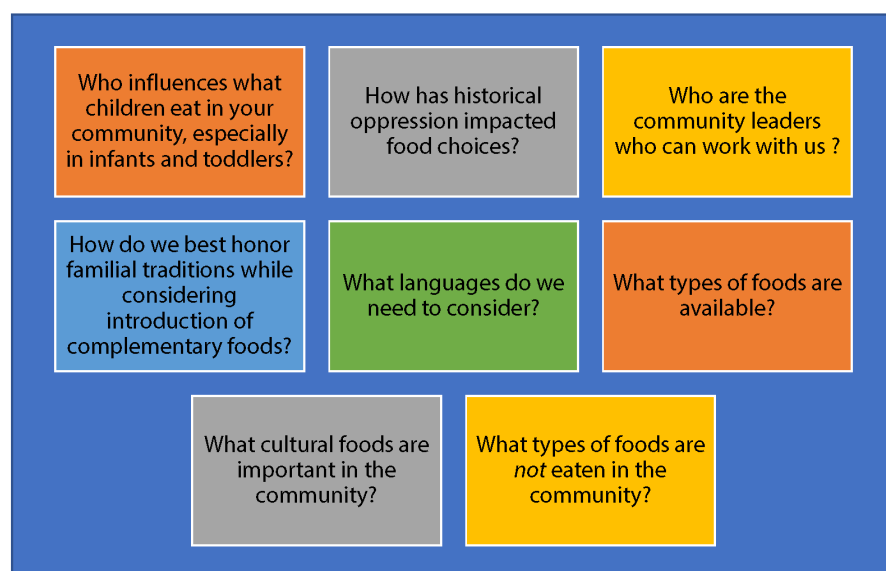 Who influences what
children eat in your
community, especially
in infants and toddlers?
How has historical
oppression impacted
food choices?
Who are the
community leaders
who can work with us ?
How do we best honor
familial traditions while
considering
introduction of
complementary foods?
What languages do we
need to consider?
What types of foods are
available?
What cultural foods are
important in the
community?
What types of foods are
not eaten in the
community?